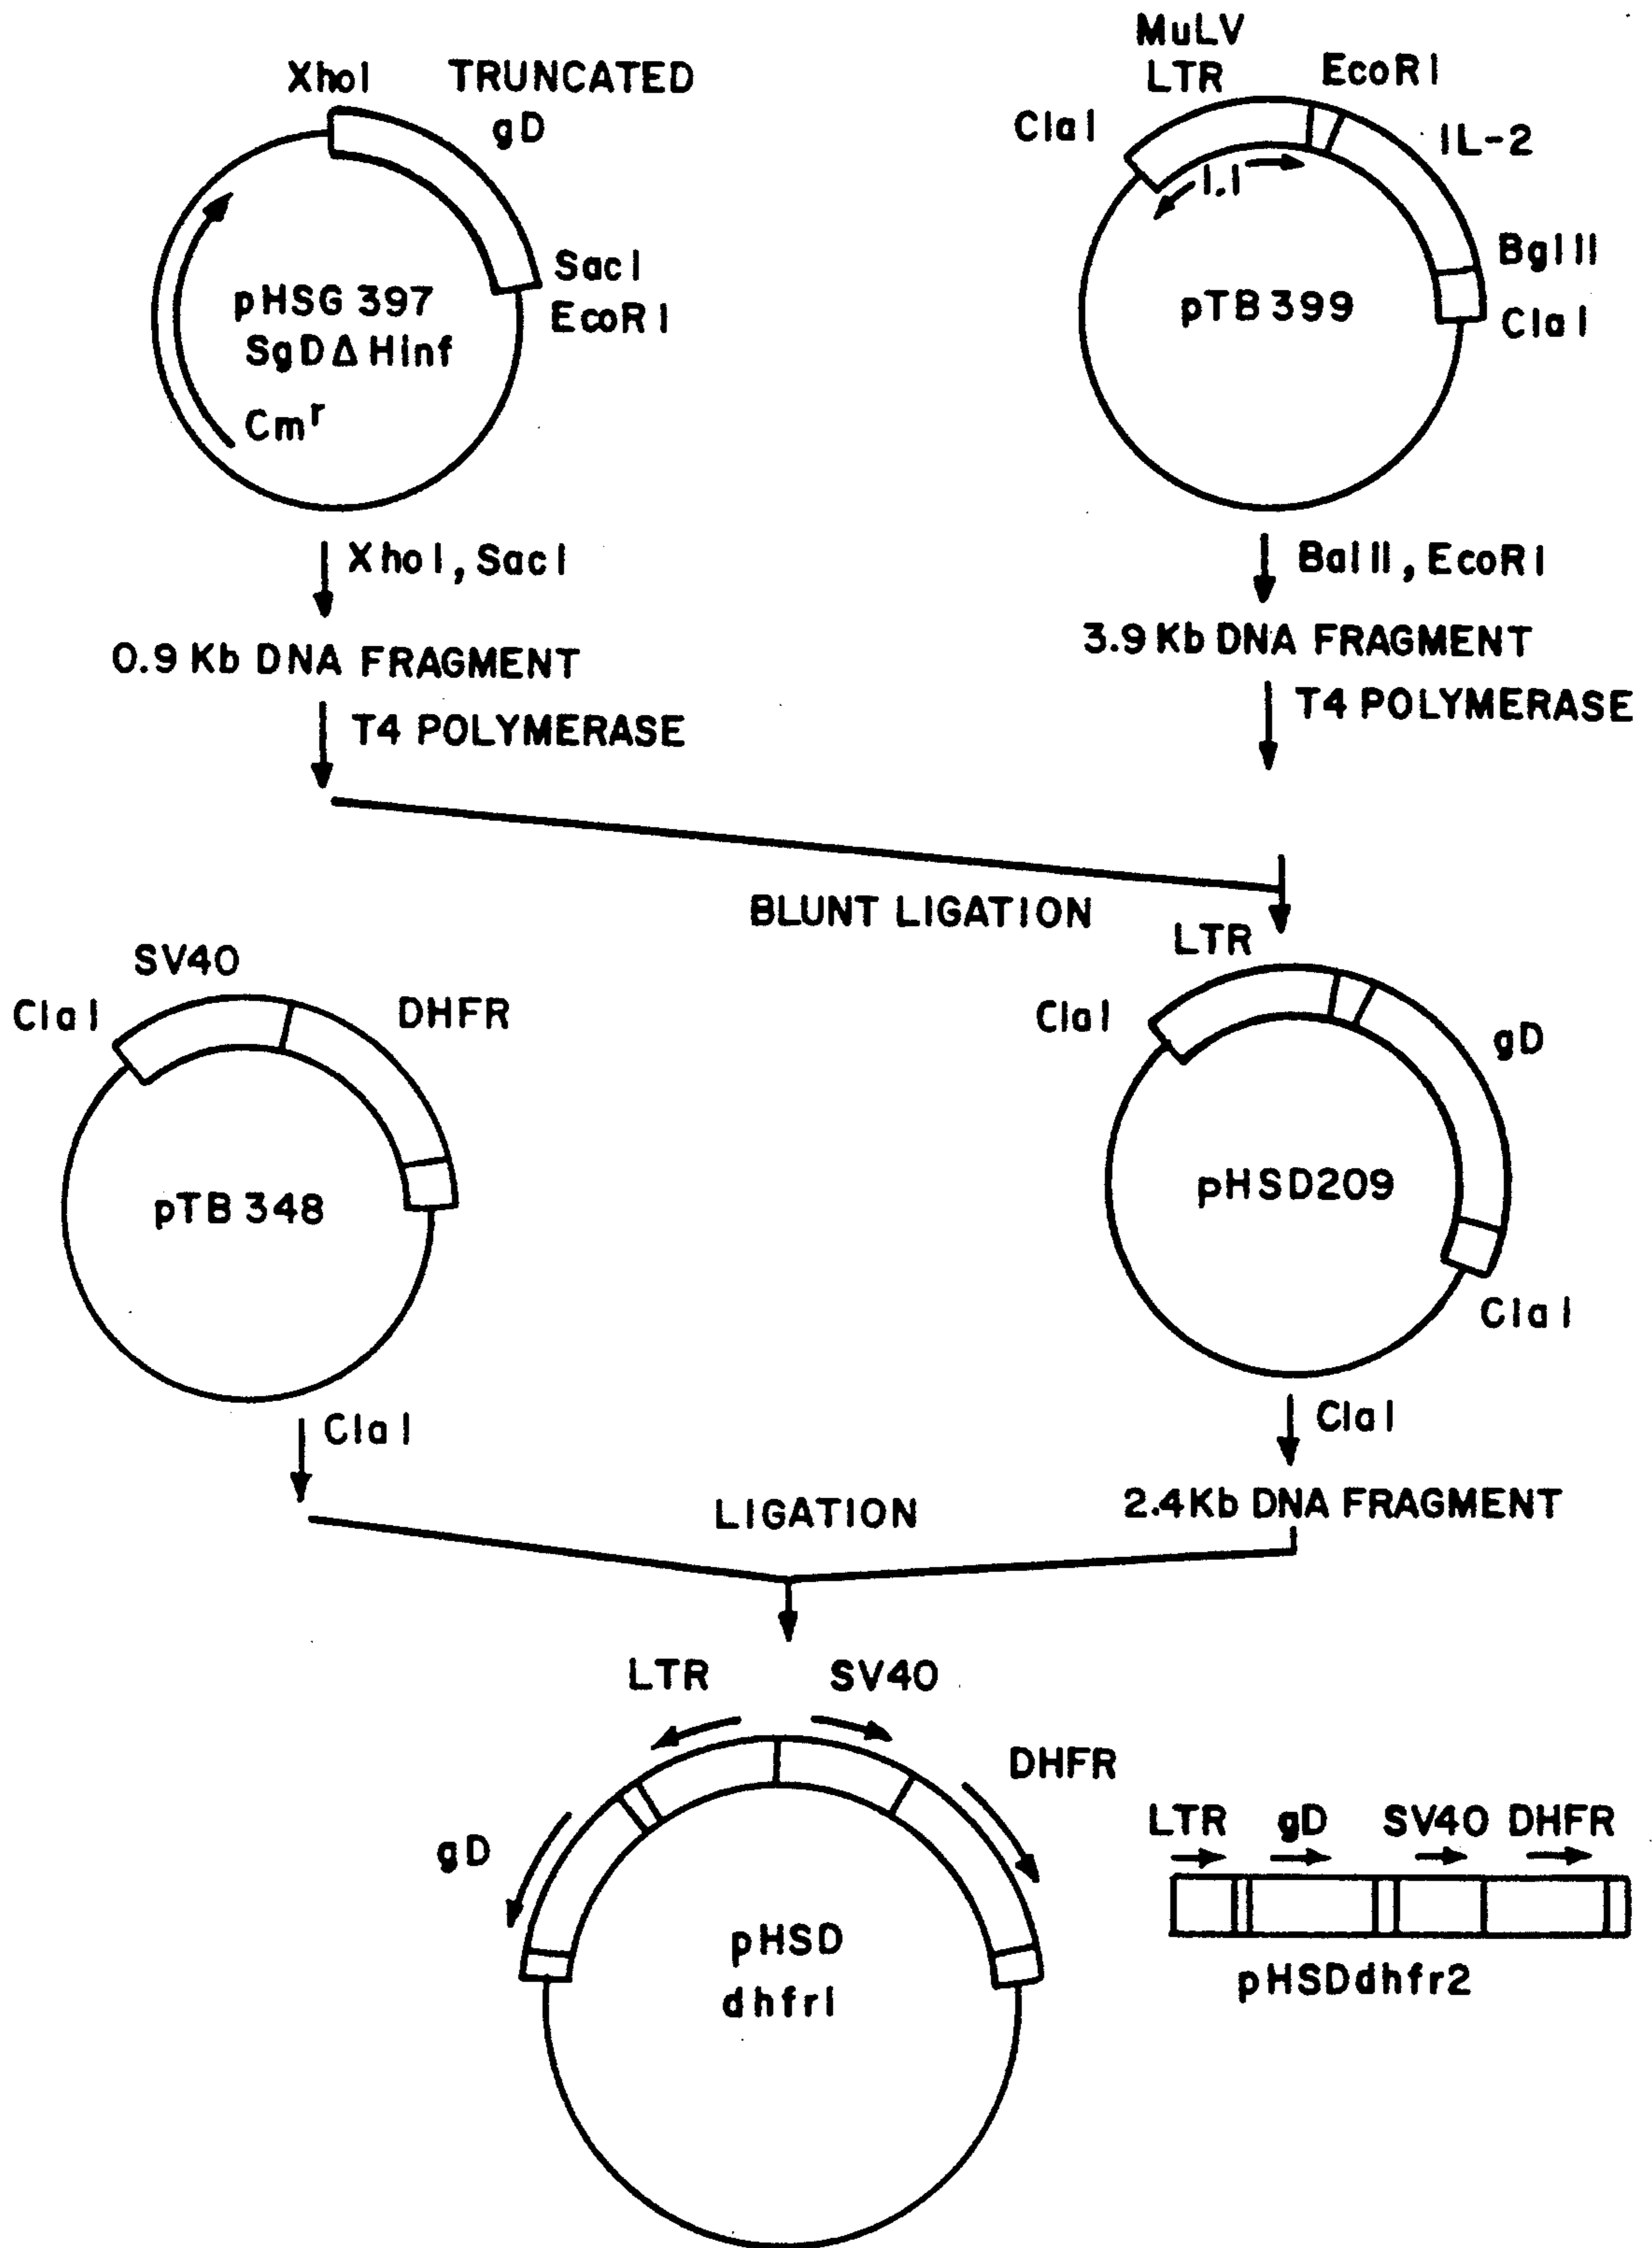 XhoI
TRUNCATED
gD
SacI
EcoRI
pHSG 397
SgDΔHinf
Cmr
MuLV
LTR
EcoRI
ClaI
IL-2
1.1
BglII
pTB 399
ClaI
XhoI, SacI
BalII, EcoRI
0.9 Kb DNA FRAGMENT
3.9 Kb DNA FRAGMENT
T4 POLYMERASE
T4 POLYMERASE
BLUNT LIGATION
SV40
ClaI
DHFR
pTB 348
LTR
ClaI
gD
pHSD209
ClaI
ClaI
ClaI
LIGATION
2.4Kb DNA FRAGMENT
LTR
SV40
DHFR
gD
pHSD
dhfr1
LTR gD SV40 DHFR
pHSDdhfr2